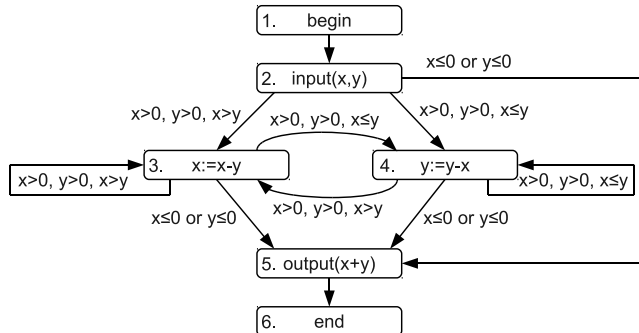 1. begin
2. input(x,y)
x≤0 or y≤0
x>0, y>0, x>y
x>0, y>0, x≤y
x>0, y>0, x≤y
3. x:=x-y
4. y:=y-x
x>0, y>0, x>y
x>0, y>0, x≤y
x>0, y>0, x>y
x≤0 or y≤0
x≤0 or y≤0
5. output(x+y)
6. end